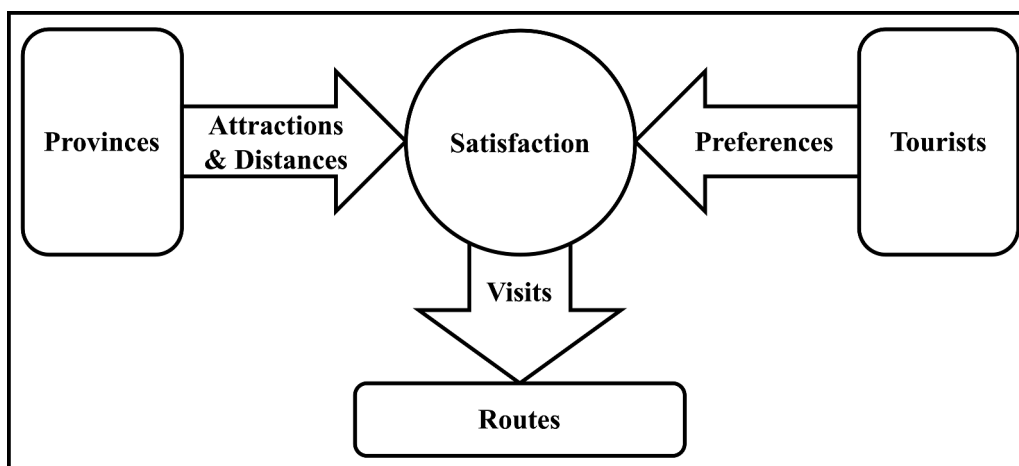 Provinces
Attractions
& Distances
Satisfaction
Preferences
Tourists
Visits
Routes